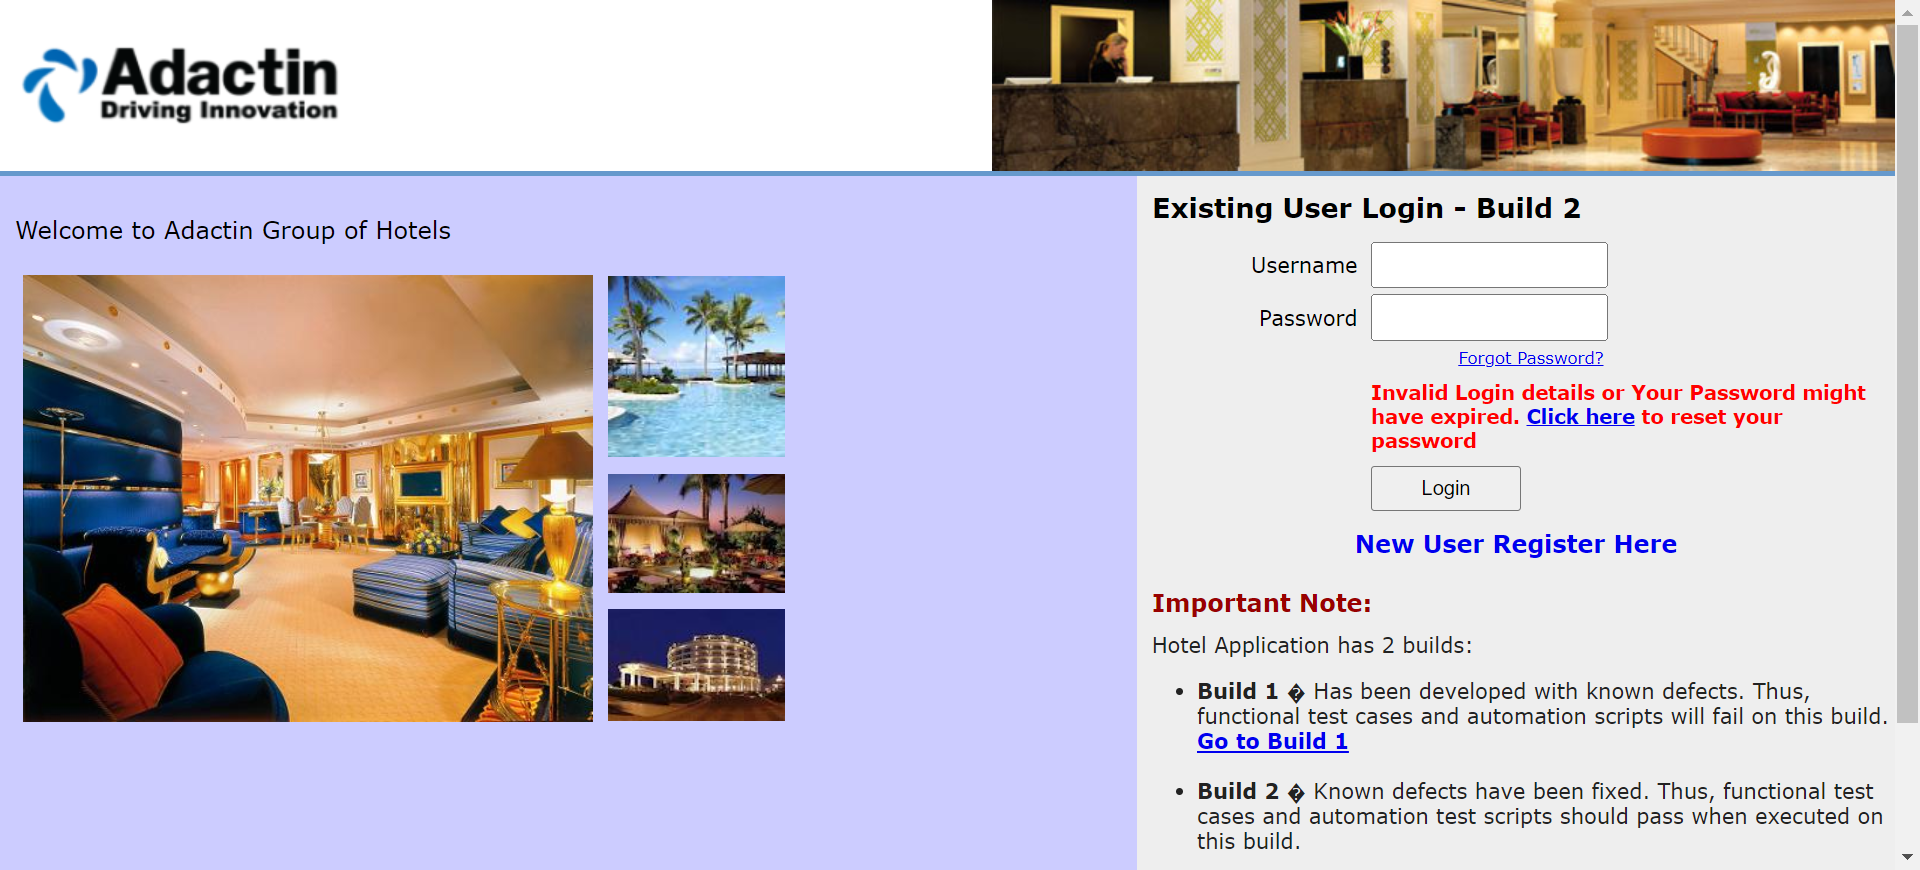 Adactin
Driving Innovation
Welcome to Adactin Group of Hotels
Existing User Login - Build 2
Username
Password
Forgot Password?
Invalid Login details or Your Password might
have expired. Click here to reset your
password
Login
New User Register Here
Important Note:
Hotel Application has 2 builds:
• Build 1 � Has been developed with known defects. Thus,
functional test cases and automation scripts will fail on this build.
Go to Build 1
• Build 2 � Known defects have been fixed. Thus, functional test
cases and automation test scripts should pass when executed on
this build.